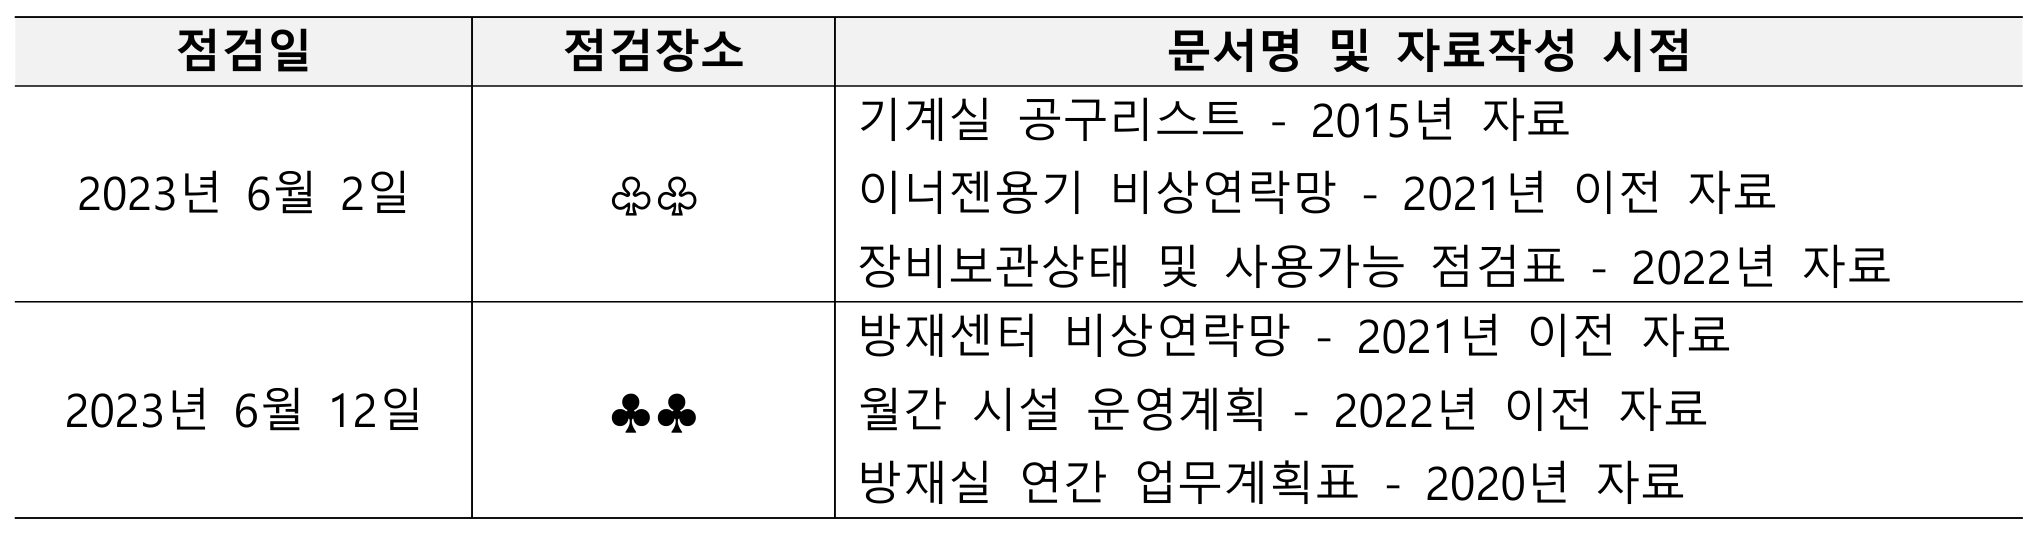 점검일 점검장소 문서명 및 자료작성 시점
2023년 6월 2일 ♧♧ 기계실 공구리스트 - 2015년 자료
이너젠용기 비상연락망 - 2021년 이전 자료
장비보관상태 및 사용가능 점검표 - 2022년 자료
2023년 6월 12일 ♣♣ 방재센터 비상연락망 - 2021년 이전 자료
월간 시설 운영계획 - 2022년 이전 자료
방재실 연간 업무계획표 - 2020년 자료